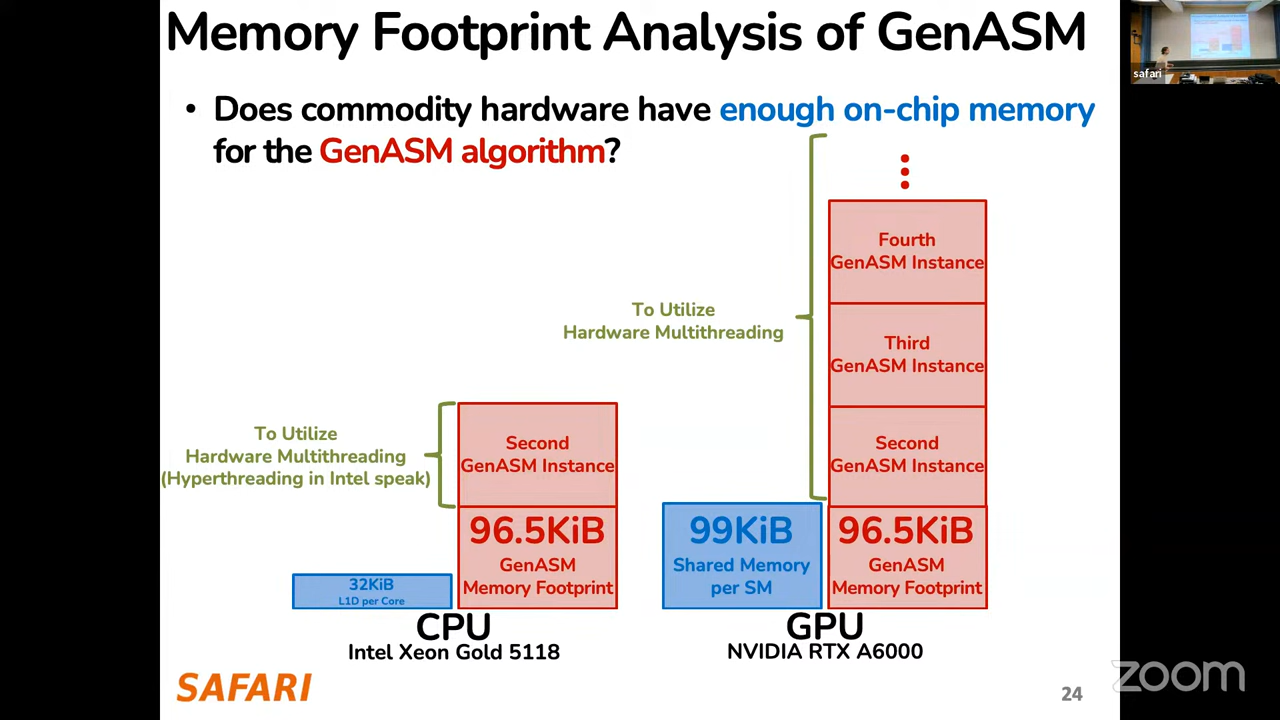 Memory Footprint Analysis of GenASM
safari
• Does commodity hardware have enough on-chip memory
for the GenASM algorithm?
Fourth
GenASM Instance
To Utilize
Hardware Multithreading
Third
GenASM Instance
To Utilize
Hardware Multithreading
(Hyperthreading in Intel speak)
Second
GenASM Instance
Second
GenASM Instance
32KiB
L1D per Core
96.5KiB
GenASM
Memory Footprint
99KiB
Shared Memory
per SM
96.5KiB
GenASM
Memory Footprint
CPU
Intel Xeon Gold 5118
GPU
NVIDIA RTX A6000
SAFARI
24
zoom